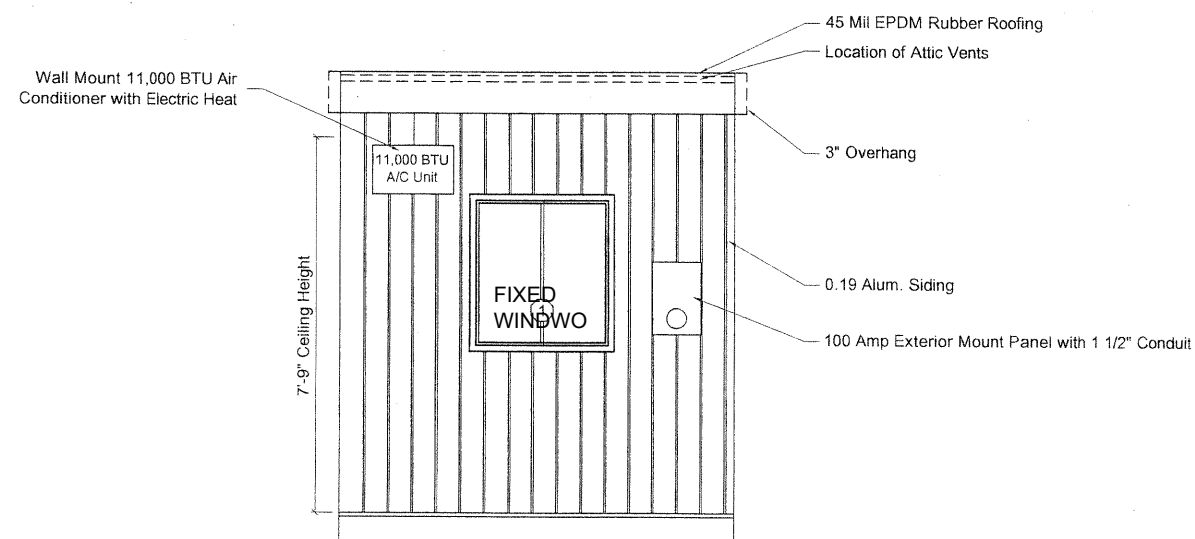 45 Mil EPDM Rubber Roofing
Location of Attic Vents
Wall Mount 11,000 BTU Air
Conditioner with Electric Heat
3" Overhang
11,000 BTU
A/C Unit
7'-9" Ceiling Height
FIXED
1
WINDWO
0.19 Alum. Siding
100 Amp Exterior Mount Panel with 1 1/2" Conduit